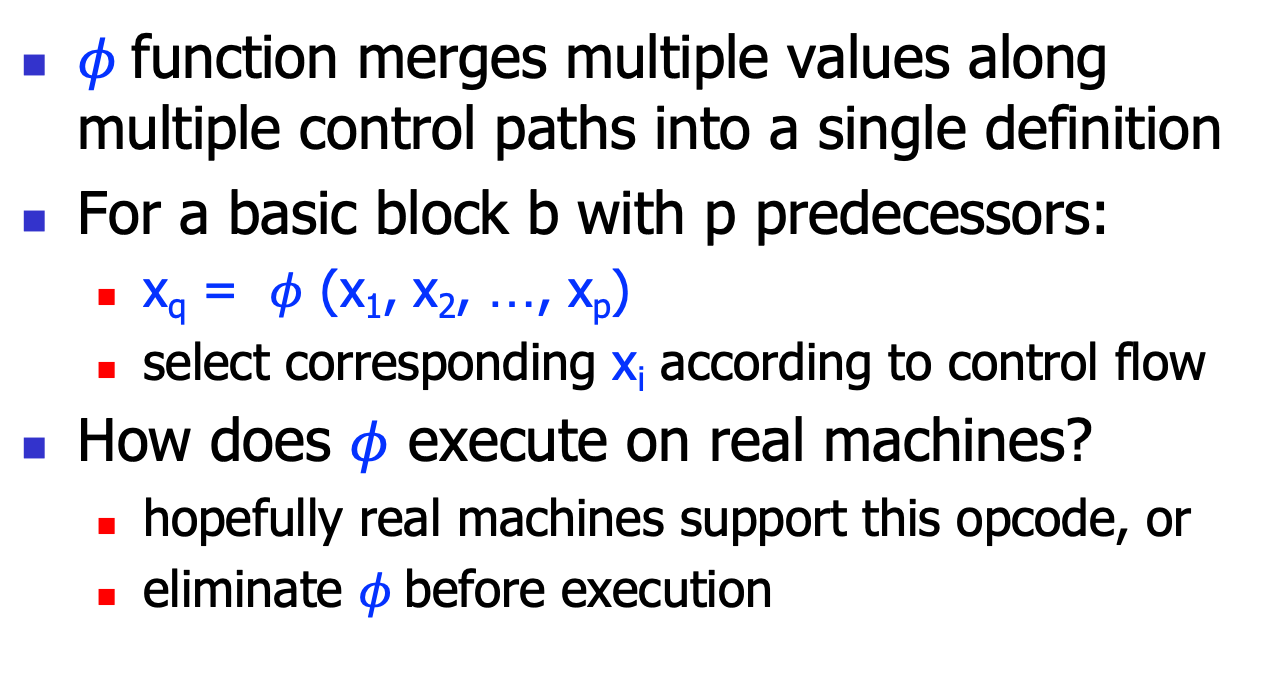 ϕ function merges multiple values along
multiple control paths into a single definition
For a basic block b with p predecessors:
xq = ϕ (x1, x2, …, xp)
select corresponding xi according to control flow
How does ϕ execute on real machines?
hopefully real machines support this opcode, or
eliminate ϕ before execution